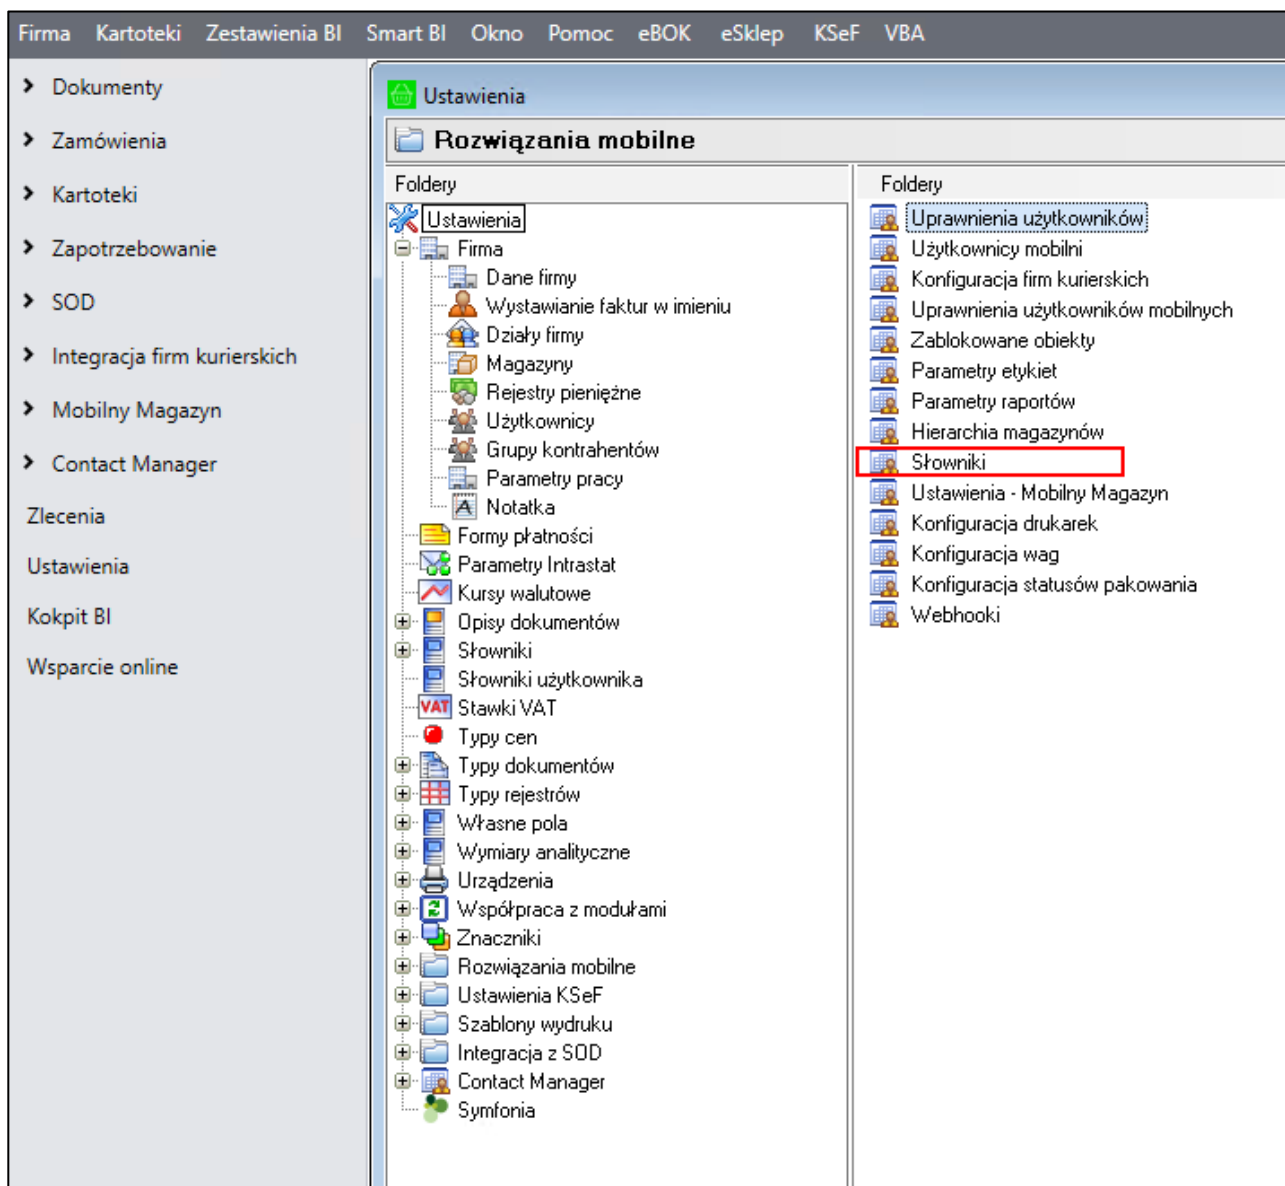 Firma Kartoteki Zestawienia BI Smart BI Okno Pomoc eBOK eSklep KSeF VBA
Dokumenty
Zamówienia
Kartoteki
Zapotrzebowanie
SOD
Integracja firm kurierskich
Mobilny Magazyn
Contact Manager
Zlecenia
Ustawienia
Kokpit BI
Wsparcie online
Ustawienia
Rozwiązania mobilne
Foldery
Ustawienia
Firma
Dane firmy
Wystawianie faktur w imieniu
Działy firmy
Magazyny
Rejestry pieniężne
Użytkownicy
Grupy kontrahentów
Parametry pracy
Notatka
Formy płatności
Parametry Intrastat
Kursy walutowe
Opisy dokumentów
Słowniki
Słowniki użytkownika
VAT Stawki VAT
Typy cen
Typy dokumentów
Typy rejestrów
Własne pola
Wymiary analityczne
Urządzenia
Współpraca z modułami
Znaczniki
Rozwiązania mobilne
Ustawienia KSeF
Szablony wydruku
Integracja z SOD
Contact Manager
Symfonia
Foldery
Uprawnienia użytkowników
Użytkownicy mobilni
Konfiguracja firm kurierskich
Uprawnienia użytkowników mobilnych
Zablokowane obiekty
Parametry etykiet
Parametry raportów
Hierarchia magazynów
Słowniki
Ustawienia - Mobilny Magazyn
Konfiguracja drukarek
Konfiguracja wag
Konfiguracja statusów pakowania
Webhooki